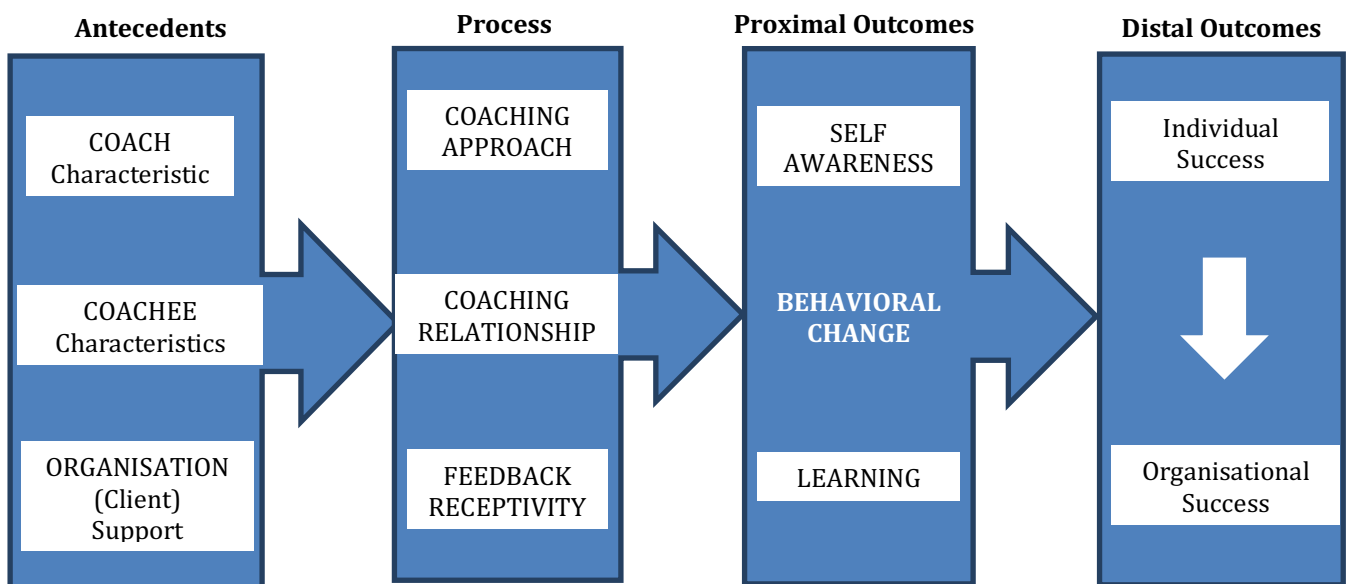 Antecedents
COACH
Characteristic
COACHEE
Characteristics
ORGANISATION
(Client)
Support
Process
COACHING
APPROACH
COACHING
RELATIONSHIP
FEEDBACK
RECEPTIVITY
Proximal Outcomes
SELF
AWARENESS
BEHAVIORAL
CHANGE
LEARNING
Distal Outcomes
Individual
Success
Organisational
Success